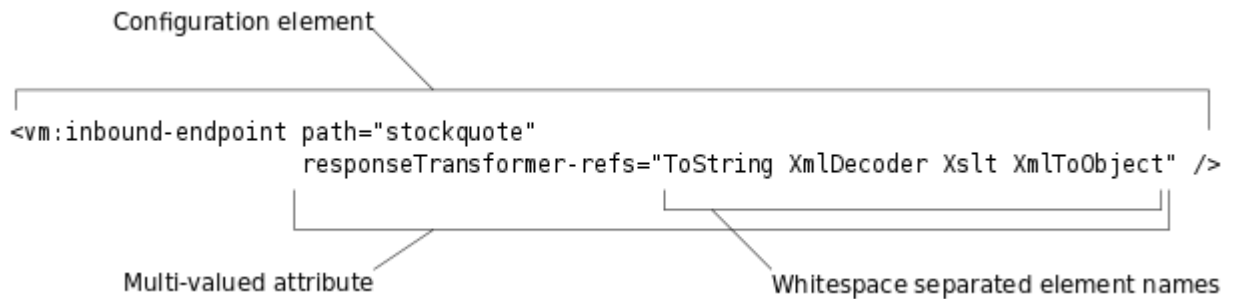 Configuration element
<vm:inbound-endpoint path="stockquote"
responseTransformer-refs="ToString XmlDecoder Xslt XmlToObject" />
Multi-valued attribute
Whitespace separated element names